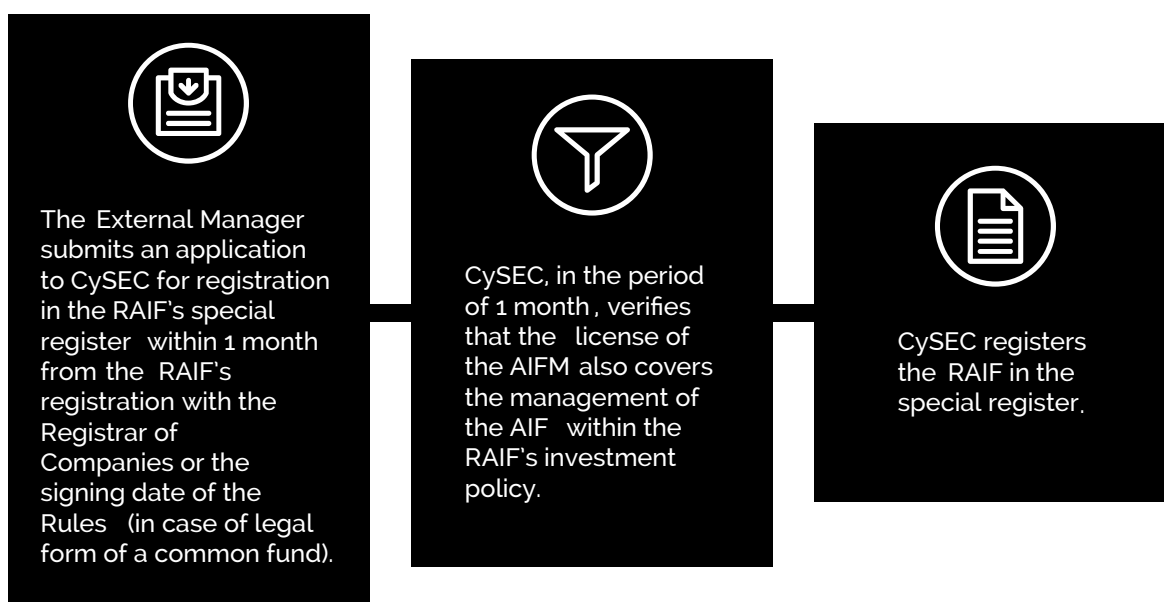 The External Manager
submits an application
to CySEC for registration
in the RAIF's special
register within 1 month
from the RAIF's
registration with the
Registrar of
Companies or the
signing date of the
Rules (in case of legal
form of a common fund).
CySEC, in the period
of 1 month, verifies
that the license of
the AIFM also covers
the management of
the AIF within the
RAIF's investment
policy.
CySEC registers
the RAIF in the
special register.